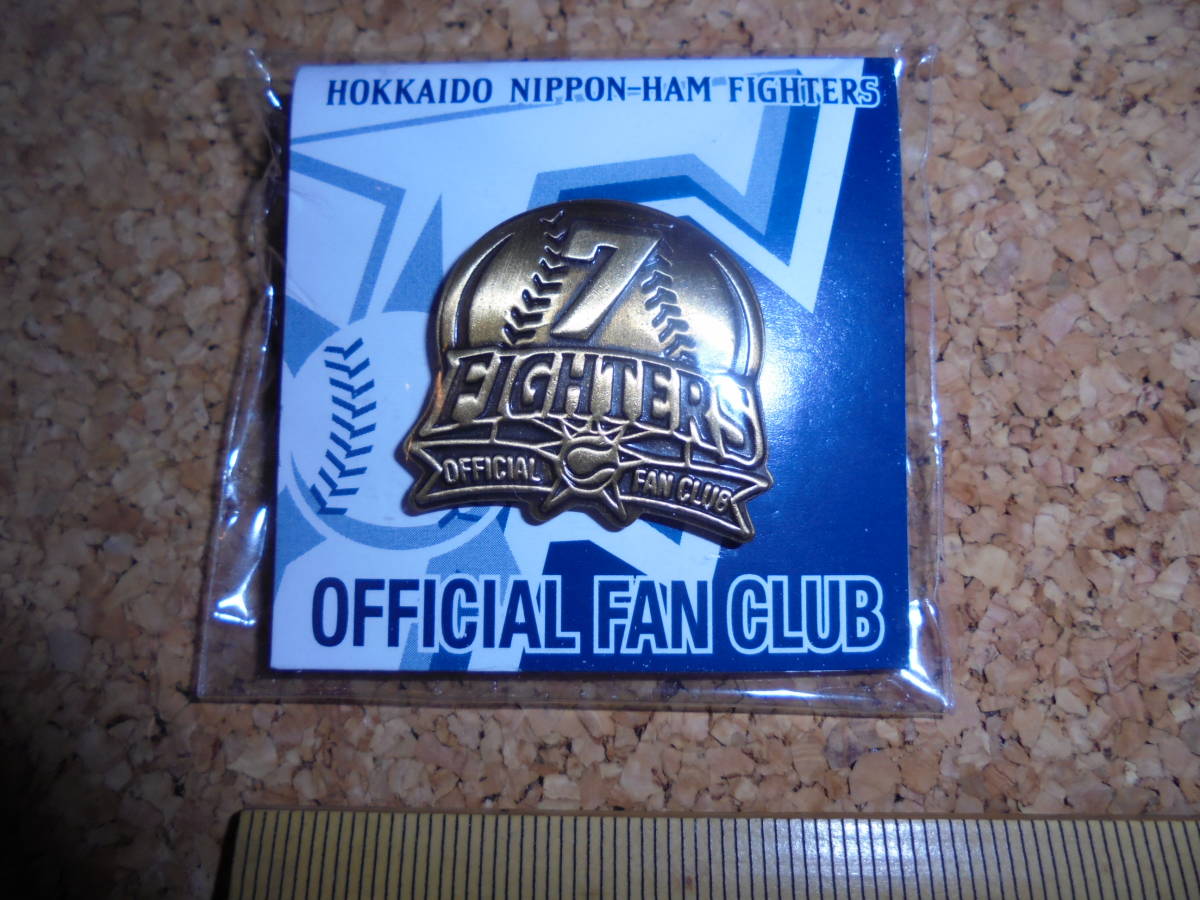 HOKKAIDO NIPPON-HAM FIGHTERS
7
FIGHTERS
OFFICIAL FAN CLUB
OFFICIAL FAN CLUB